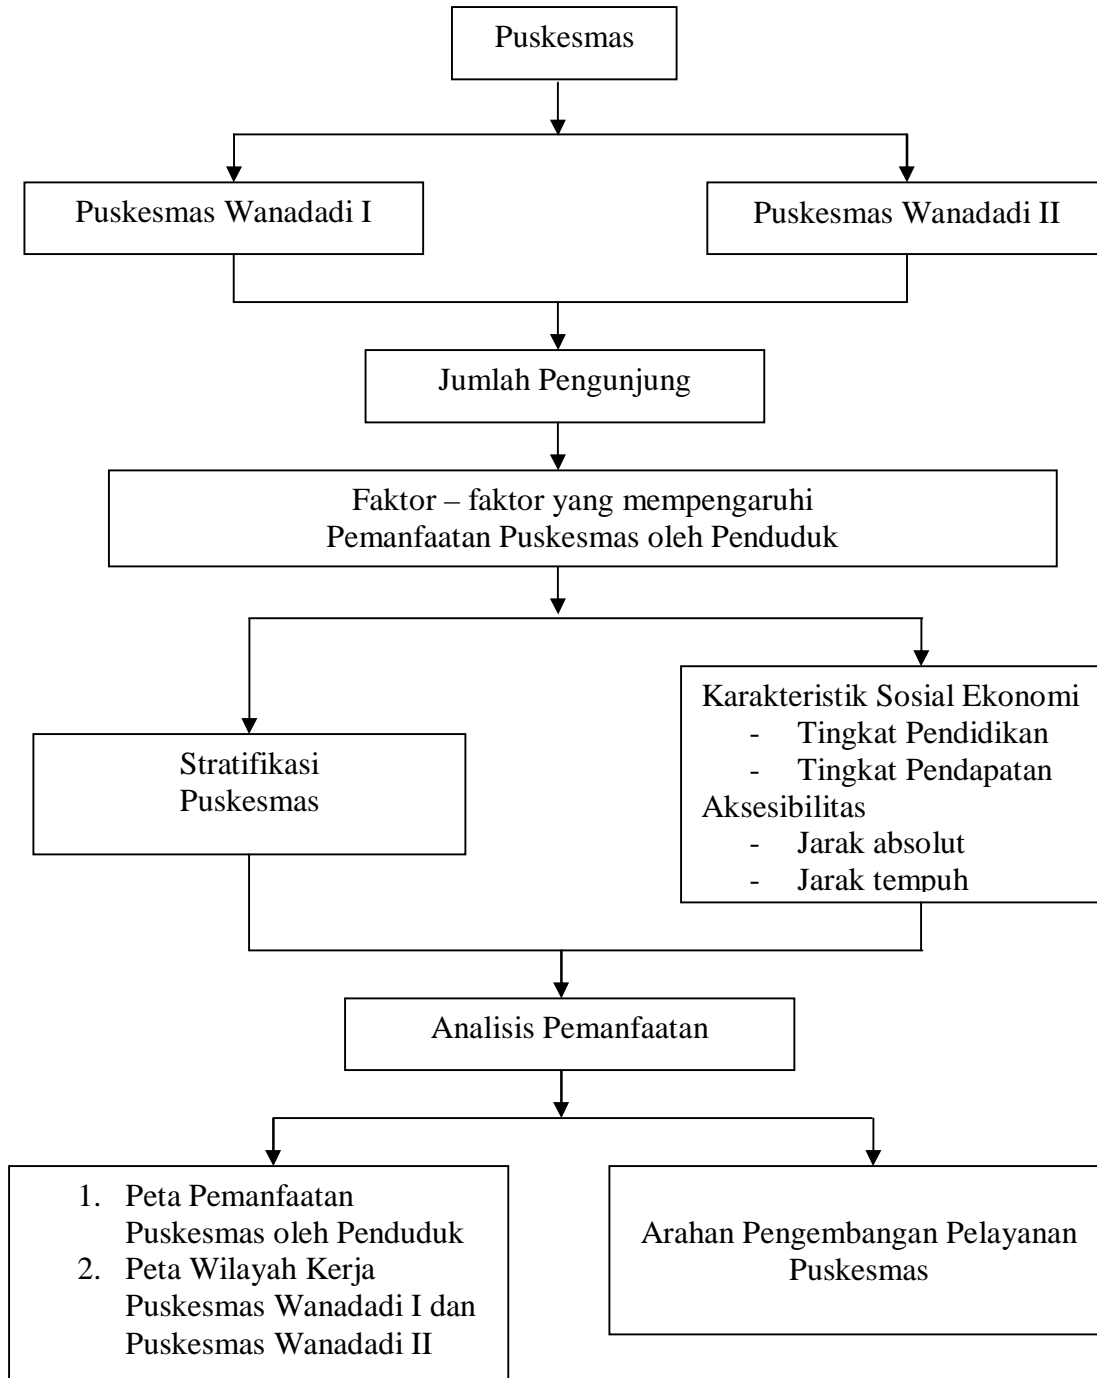 Puskesmas
Puskesmas Wanadadi I
Puskesmas Wanadadi II
Jumlah Pengunjung
Faktor – faktor yang mempengaruhi
Pemanfaatan Puskesmas oleh Penduduk
Stratifikasi
Puskesmas
Karakteristik Sosial Ekonomi
- Tingkat Pendidikan
- Tingkat Pendapatan
Aksesibilitas
- Jarak absolut
- Jarak tempuh
Analisis Pemanfaatan
1. Peta Pemanfaatan
Puskesmas oleh Penduduk
2. Peta Wilayah Kerja
Puskesmas Wanadadi I dan
Puskesmas Wanadadi II
Arahan Pengembangan Pelayanan
Puskesmas